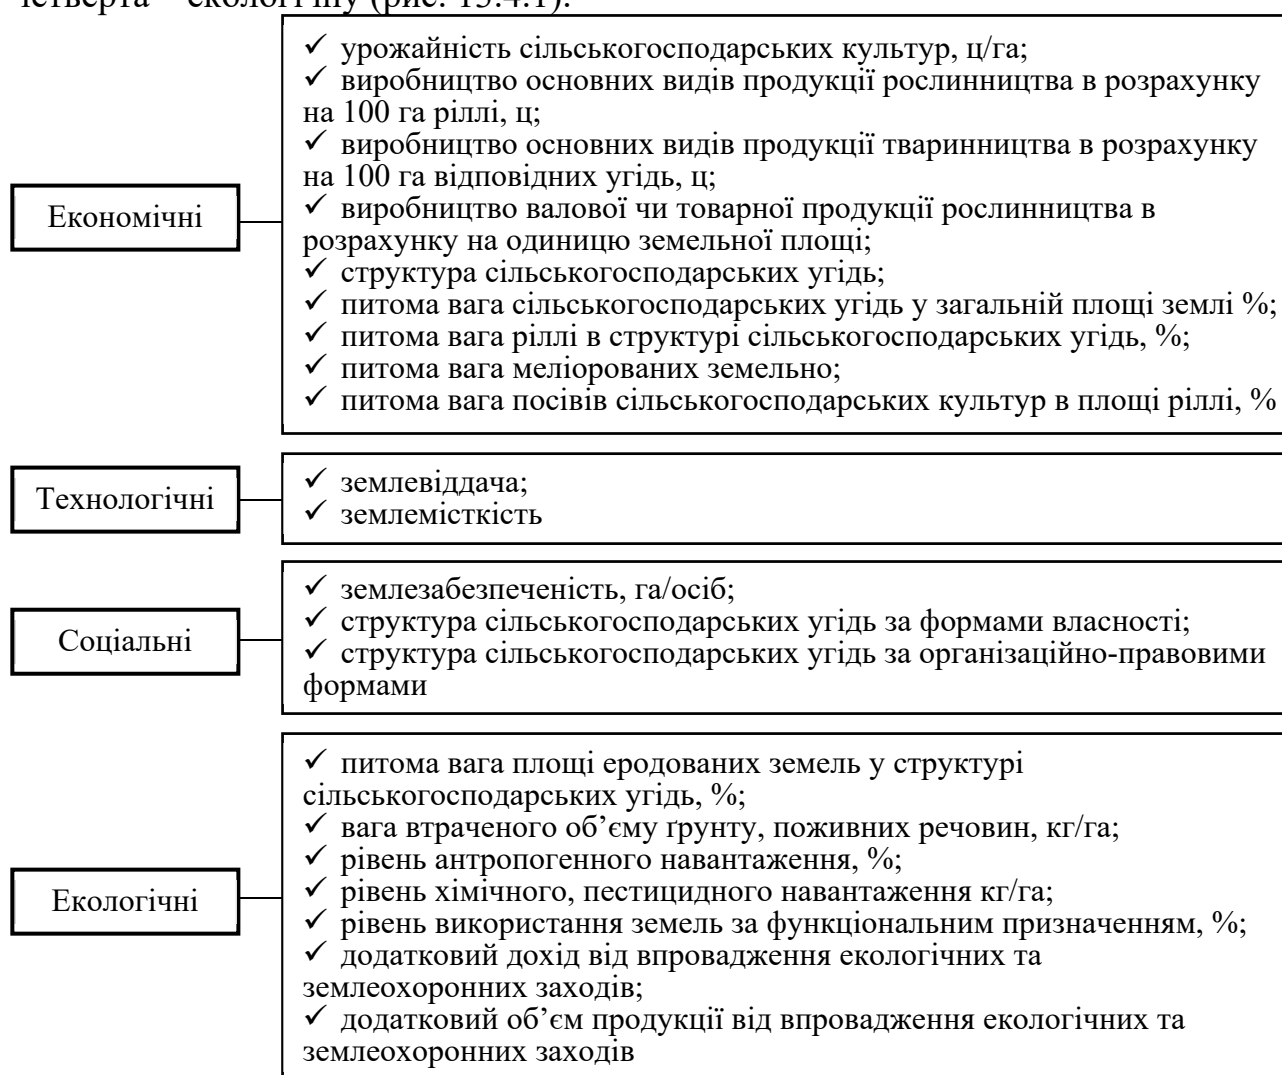 четверта – екологічну (рис. 13.4.1).
✓ урожайність сільськогосподарських культур, ц/га;
✓ виробництво основних видів продукції рослинництва в розрахунку
на 100 га ріллі, ц;
✓ виробництво основних видів продукції тваринництва в розрахунку
на 100 га відповідних угідь, ц;
✓ виробництво валової чи товарної продукції рослинництва в
розрахунку на одиницю земельної площі;
✓ структура сільськогосподарських угідь;
✓ питома вага сільськогосподарських угідь у загальній площі землі %;
✓ питома вага ріллі в структурі сільськогосподарських угідь, %;
✓ питома вага меліорованих земельно;
✓ питома вага посівів сільськогосподарських культур в площі ріллі, %
Економічні
✓ землевіддача;
✓ землемісткість
Технологічні
✓ землезабезпеченість, га/осіб;
✓ структура сільськогосподарських угідь за формами власності;
✓ структура сільськогосподарських угідь за організаційно-правовими
формами
Соціальні
✓ питома вага площі еродованих земель у структурі
сільськогосподарських угідь, %;
✓ вага втраченого об’єму ґрунту, поживних речовин, кг/га;
✓ рівень антропогенного навантаження, %;
✓ рівень хімічного, пестицидного навантаження кг/га;
✓ рівень використання земель за функціональним призначенням, %;
✓ додатковий дохід від впровадження екологічних та
землеохоронних заходів;
✓ додатковий об’єм продукції від впровадження екологічних та
землеохоронних заходів
Екологічні